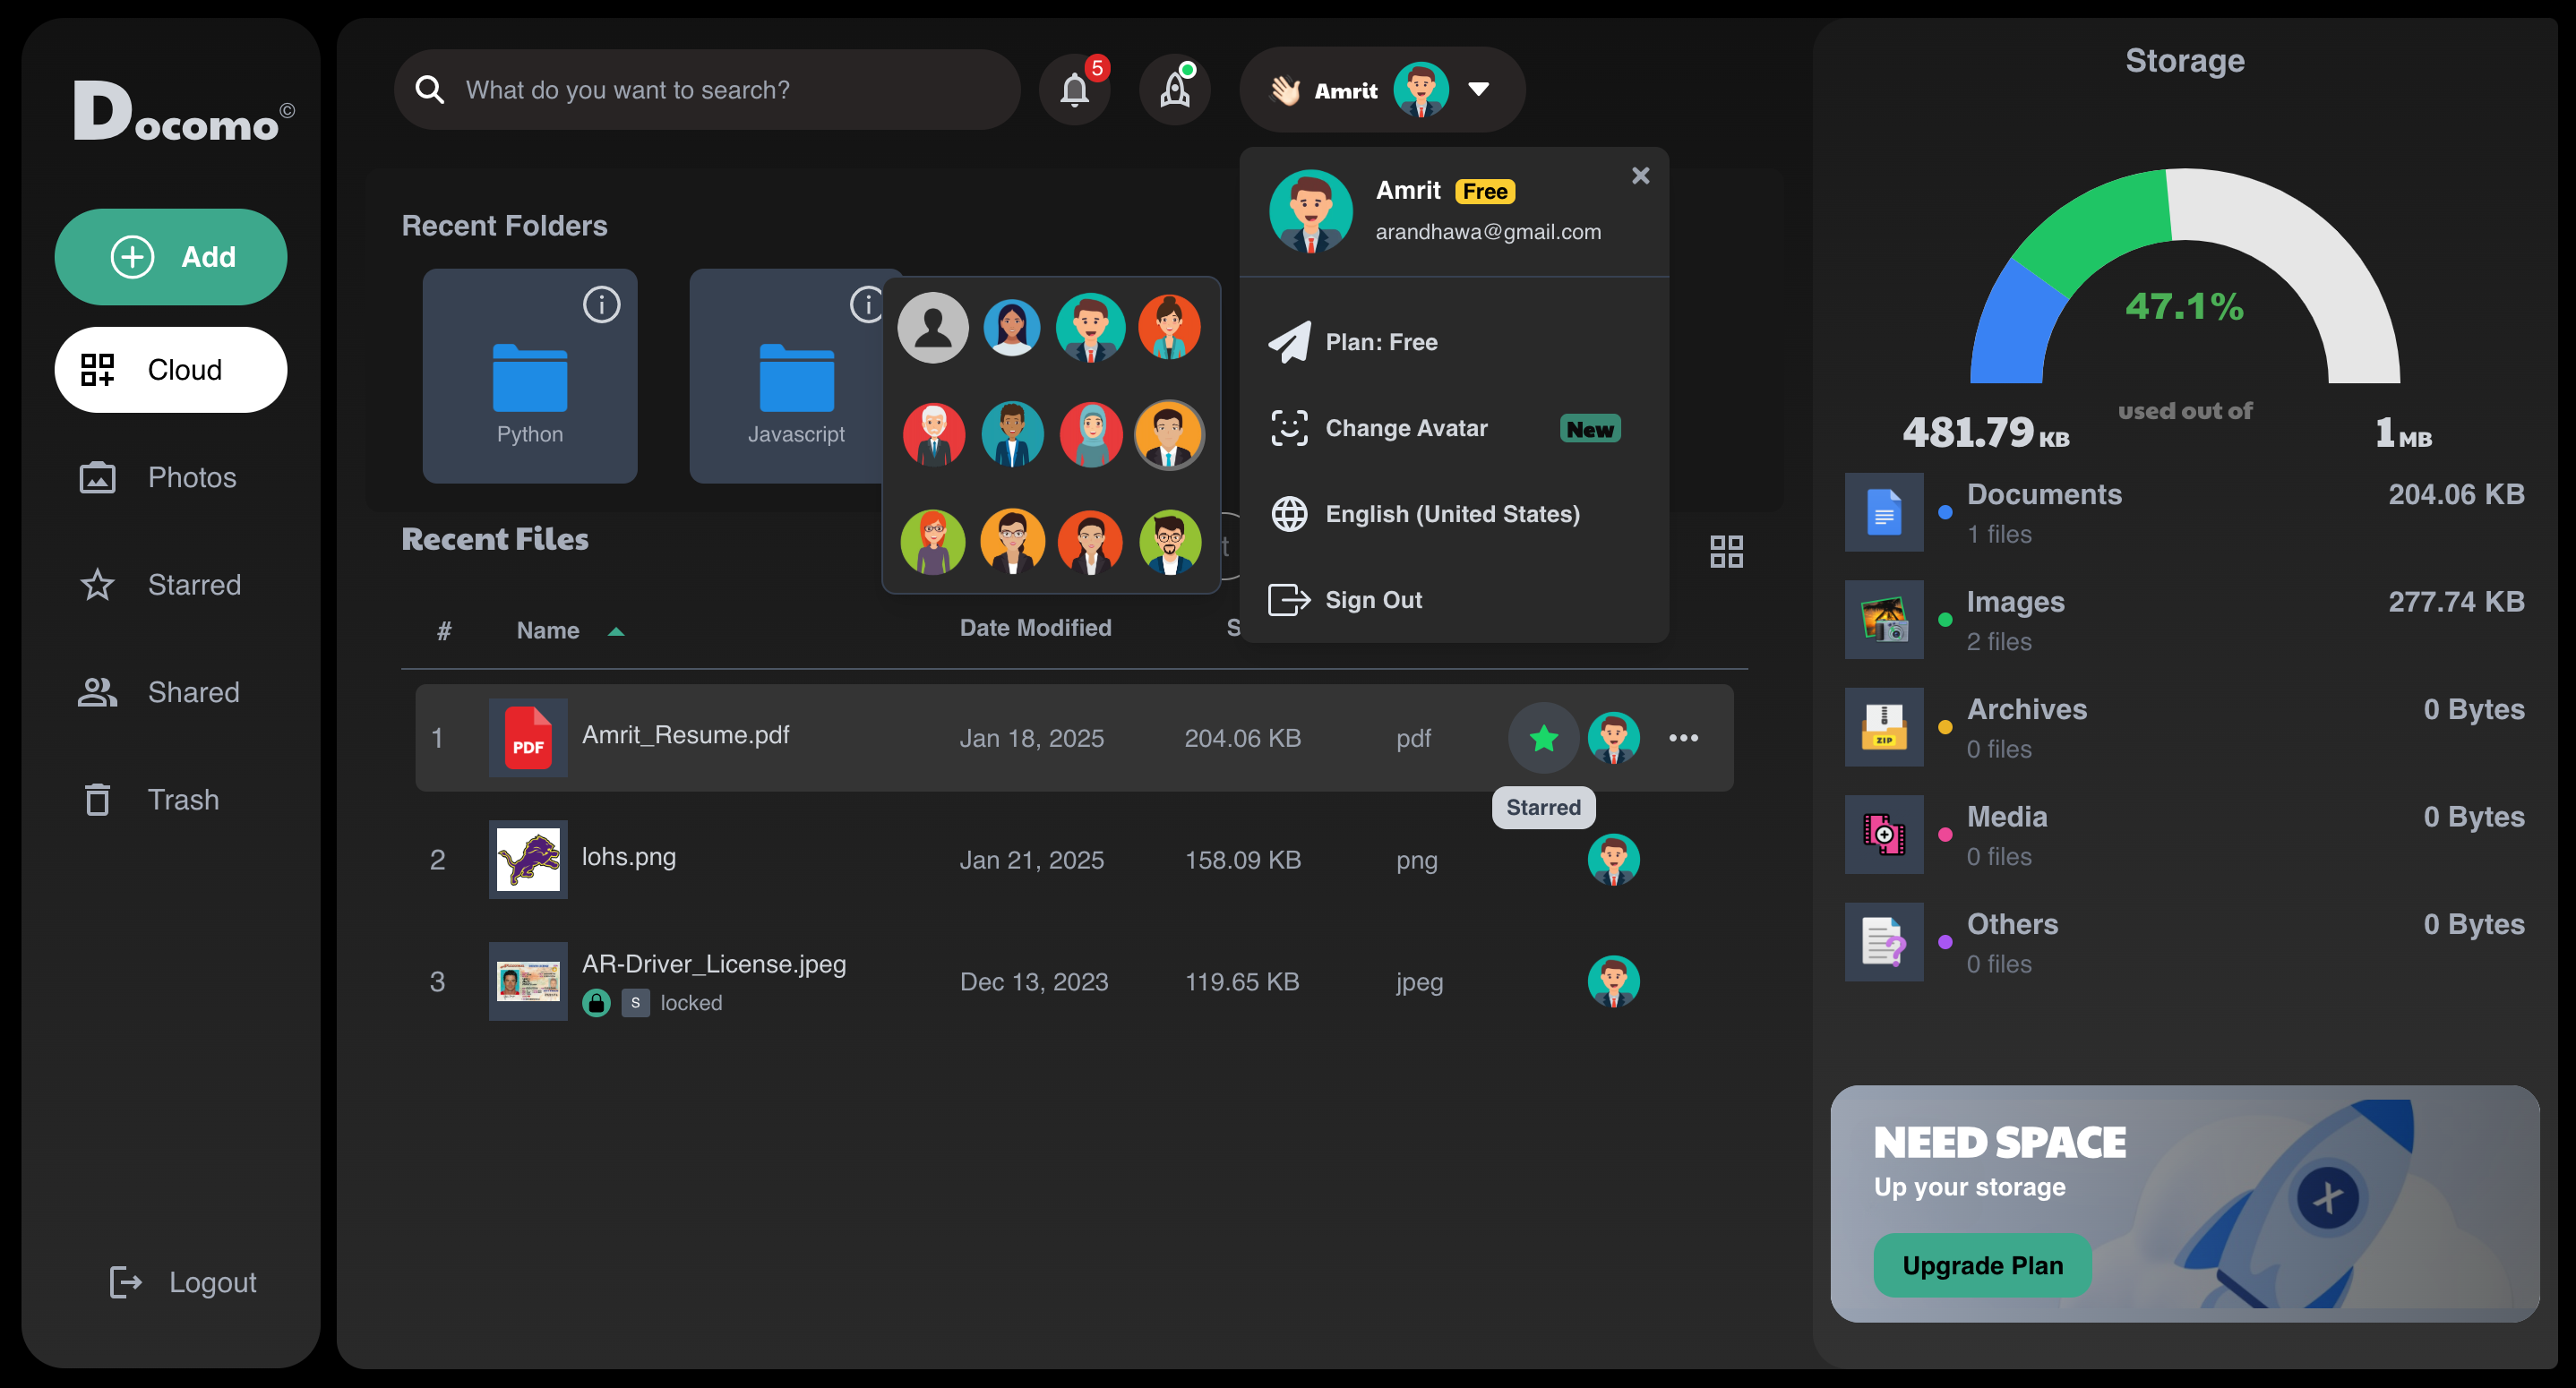 Docomo©
Add
Cloud
Photos
Starred
Shared
Trash
Logout
What do you want to search?
5
Amrit
Amrit Free
arandhawa@gmail.com
Plan: Free
Change Avatar New
English (United States)
Sign Out
Recent Folders
Python
Javascript
Recent Files
t
# Name Date Modified S
1 PDF Amrit_Resume.pdf Jan 18, 2025 204.06 KB pdf
Starred
2 lohs.png Jan 21, 2025 158.09 KB png
3 AR-Driver_License.jpeg Dec 13, 2023 119.65 KB jpeg
S locked
Storage
47.1%
used out of
481.79 KB 1 MB
Documents 204.06 KB
1 files
Images 277.74 KB
2 files
Archives 0 Bytes
ZIP
0 files
Media 0 Bytes
0 files
Others 0 Bytes
0 files
NEED SPACE
Up your storage
Upgrade Plan